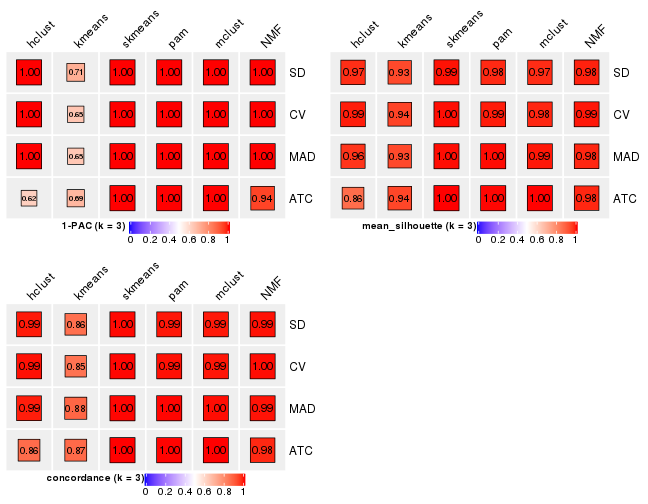 hclust kmeans skmeans pam mclust NMF
1.00 0.71 1.00 1.00 1.00 1.00 SD
1.00 0.65 1.00 1.00 1.00 1.00 CV
1.00 0.65 1.00 1.00 1.00 1.00 MAD
0.62 0.69 1.00 1.00 1.00 0.94 ATC
1-PAC (k = 3)
0 0.2 0.4 0.6 0.8 1
hclust kmeans skmeans pam mclust NMF
0.97 0.93 0.99 0.98 0.97 0.98 SD
0.99 0.94 1.00 0.99 0.98 0.99 CV
0.96 0.93 1.00 1.00 0.99 0.98 MAD
0.86 0.94 1.00 1.00 1.00 0.98 ATC
mean_silhouette (k = 3)
0 0.2 0.4 0.6 0.8 1
hclust kmeans skmeans pam mclust NMF
0.99 0.86 1.00 0.99 0.99 0.99 SD
0.99 0.85 1.00 0.99 0.99 1.00 CV
0.99 0.88 1.00 1.00 1.00 0.99 MAD
0.86 0.87 1.00 1.00 1.00 0.98 ATC
concordance (k = 3)
0 0.2 0.4 0.6 0.8 1